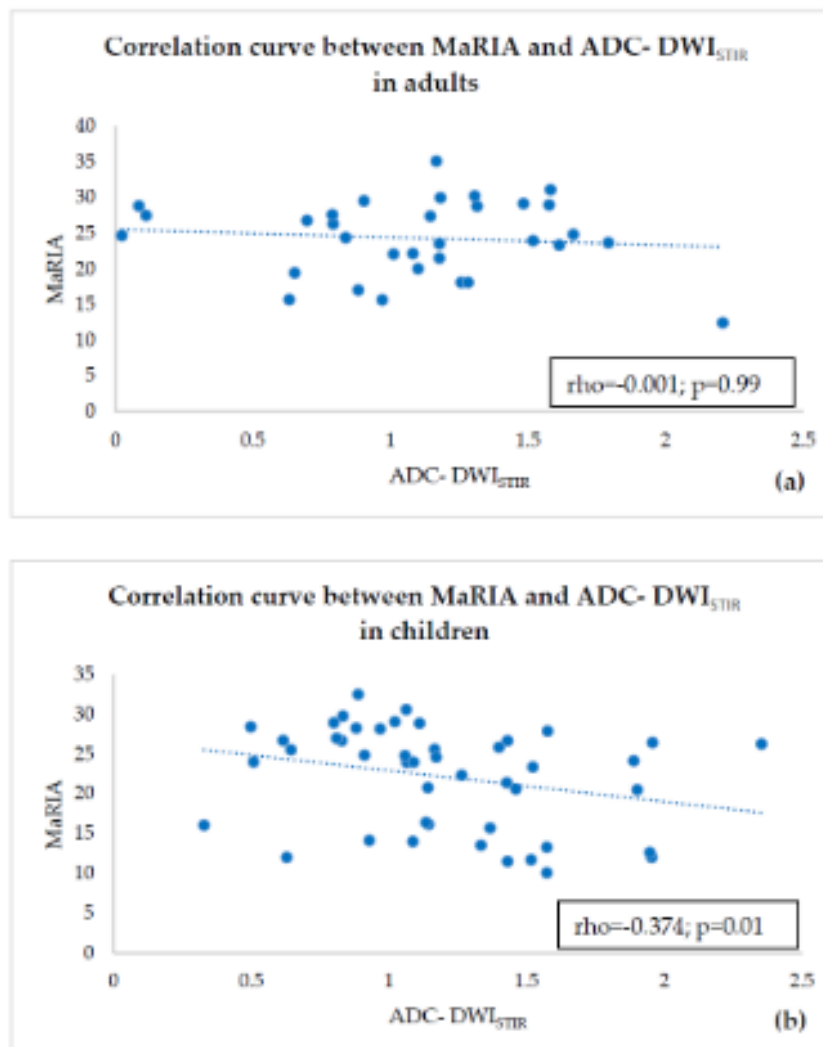 Correlation curve between MaRIA and ADC- DWISTIR
in adults
40
35
30
25
20
15
10
5
0
MaRIA
rho=-0.001; p=0.99
0
0.5
1
1.5
2
2.5
ADC- DWISTIR
(a)
Correlation curve between MaRIA and ADC- DWISTIR
in children
35
30
25
20
15
10
5
0
MaRIA
rho=-0.374; p=0.01
0
0.5
1
1.5
2
2.5
ADC- DWISTIR
(b)